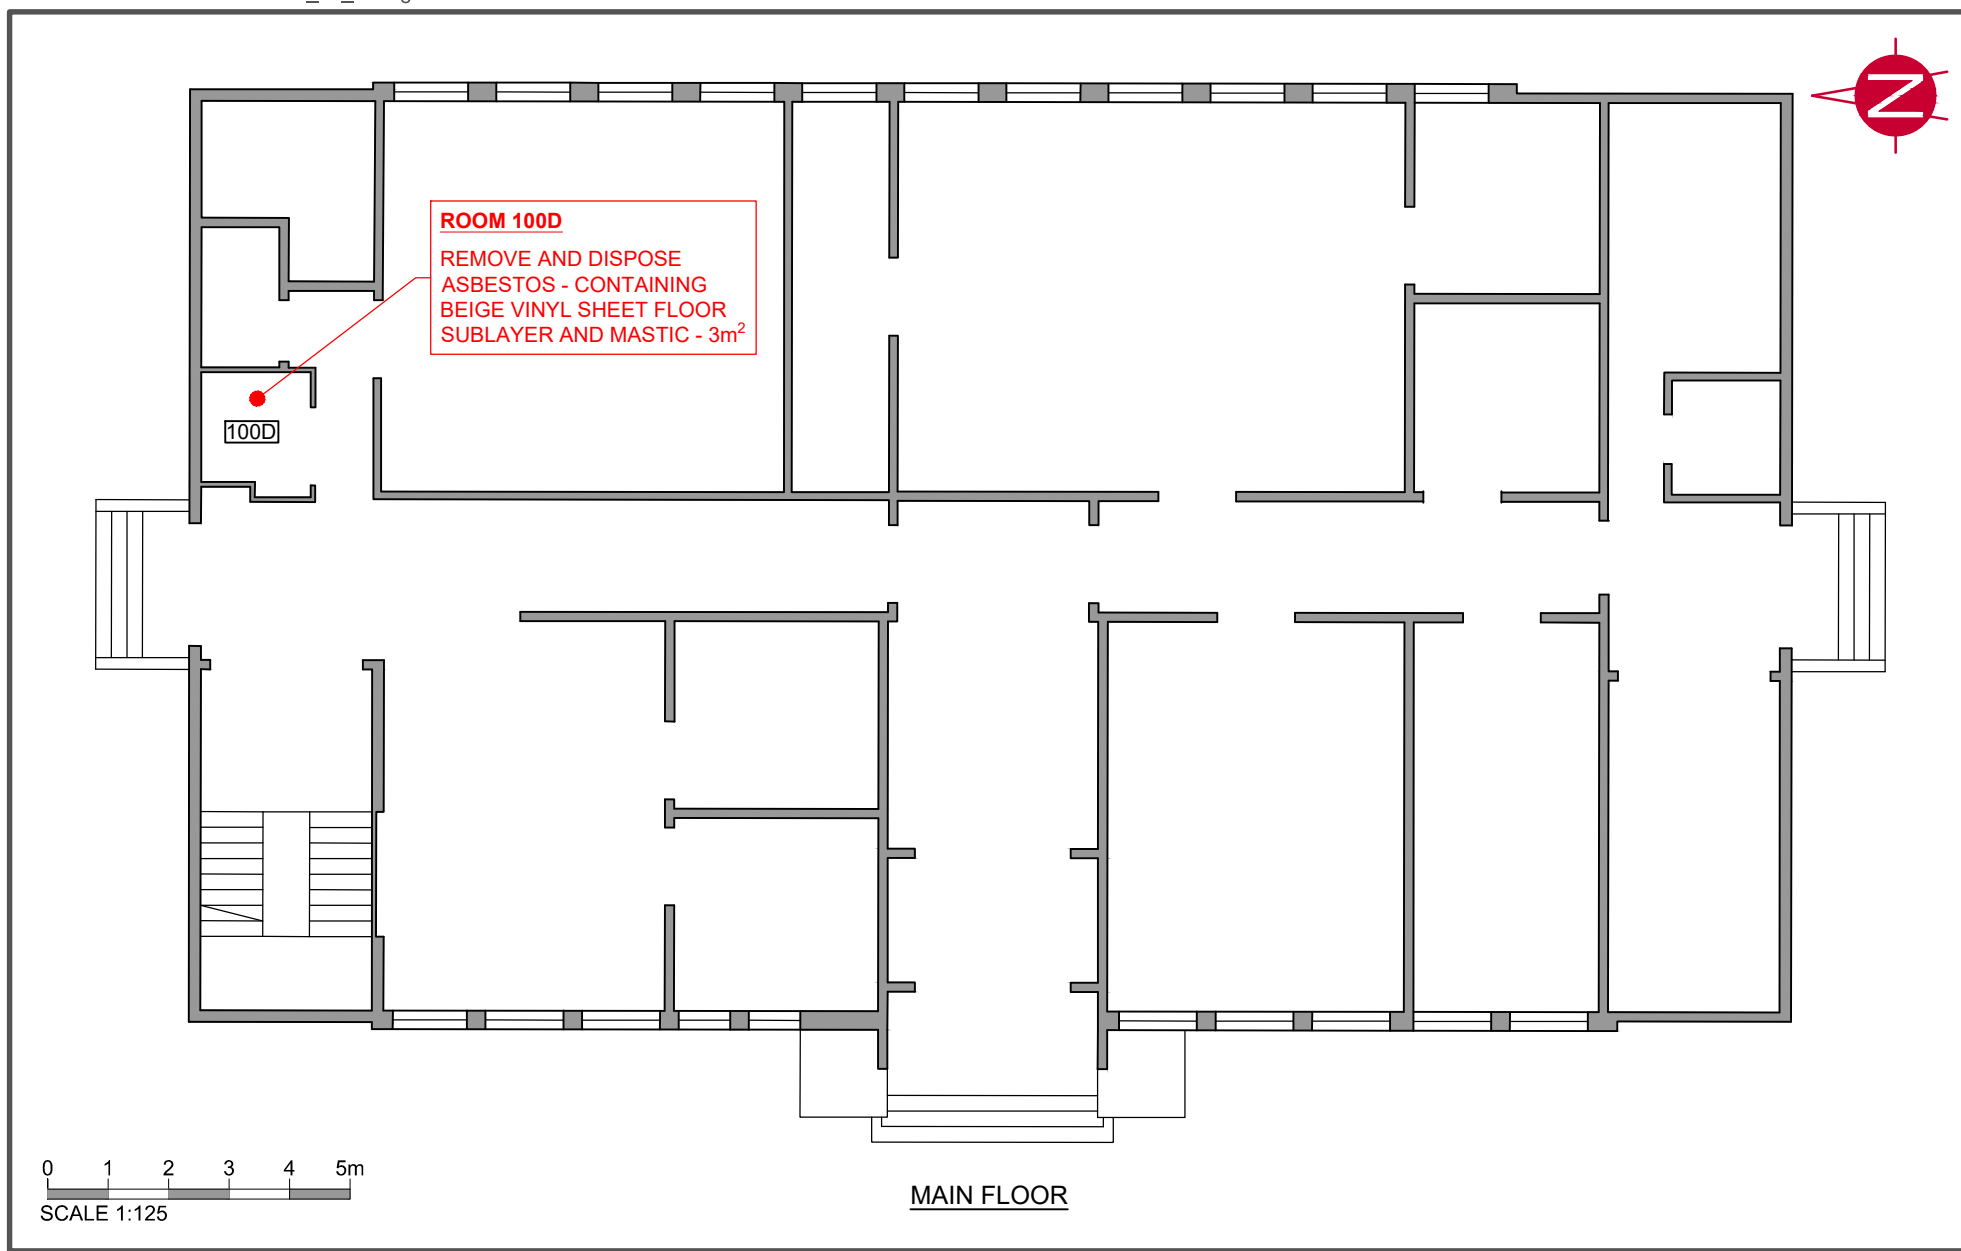 N
ROOM 100D
REMOVE AND DISPOSE
ASBESTOS - CONTAINING
BEIGE VINYL SHEET FLOOR
SUBLAYER AND MASTIC - 3m²
100D
0 1 2 3 4 5m
SCALE 1:125
MAIN FLOOR